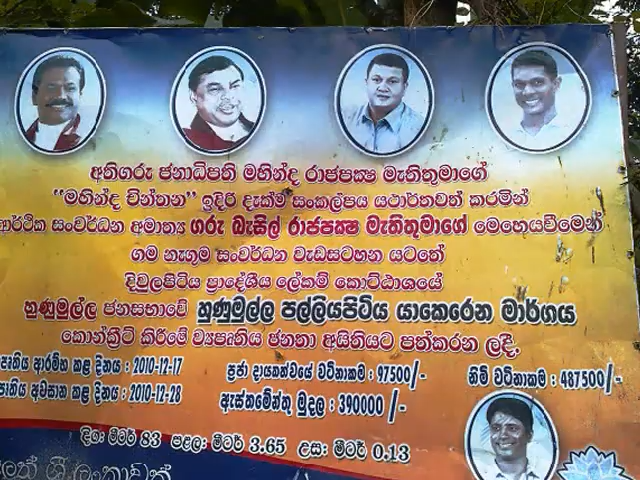 අතිගරු ජනාධිපති මහින්ද රාජපක්ෂ මැතිතුමාගේ
"මහින්ද චින්තන" ඉදිරි දැක්ම සංකල්පය යථාර්තවත් කරමින්
ආර්ථික සංවර්ධන අමාත්‍ය ගරු බැසිල් රාජපක්ෂ මැතිතුමාගේ මෙහෙයවීමෙන්
ගම නැගුම සංවර්ධන වැඩසටහන යටතේ
දිවුලපිටිය ප්‍රාදේශීය ලේකම් කොට්ඨාශයේ
හුණුමුල්ල ජනසභාවේ හුණුමුල්ල පල්ලියපිටිය යාකෙරෙන මාර්ගය
කොන්ක්‍රීට් කිරීමේ ව්‍යපෘතිය ජනතා අයිතියට පත්කරන ලදී.
ආරම්භ කළ දිනය : 2010-12-17 ප්‍රජා දායකත්වයේ වටිනාකම : 97500/- නිම් වටිනාකම : 487500/-
අවසාන කළ දිනය : 2010-12-28 ඇස්තමේන්තු මුදල : 390000 /-
දිග: මීටර් 83 පළල: මීටර් 3.65 උස: මීටර් 0.13
ශ්‍රී ලංකාවක්